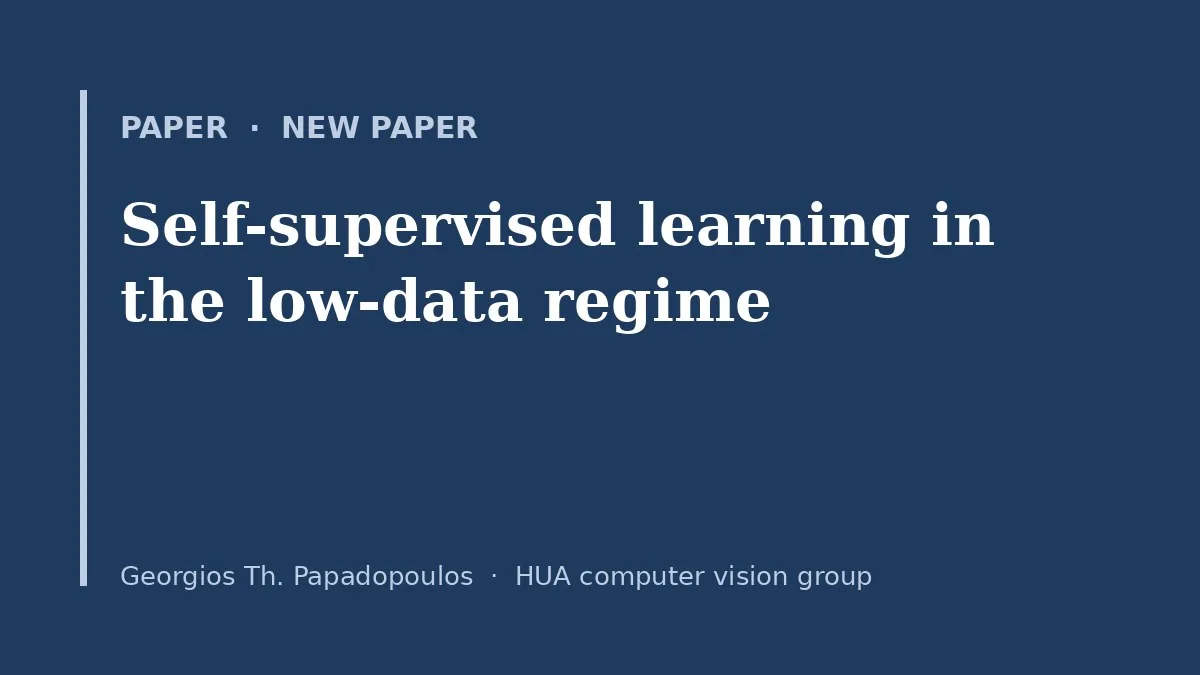 PAPER · NEW PAPER
Self-supervised learning in
the low-data regime
Georgios Th. Papadopoulos · HUA computer vision group